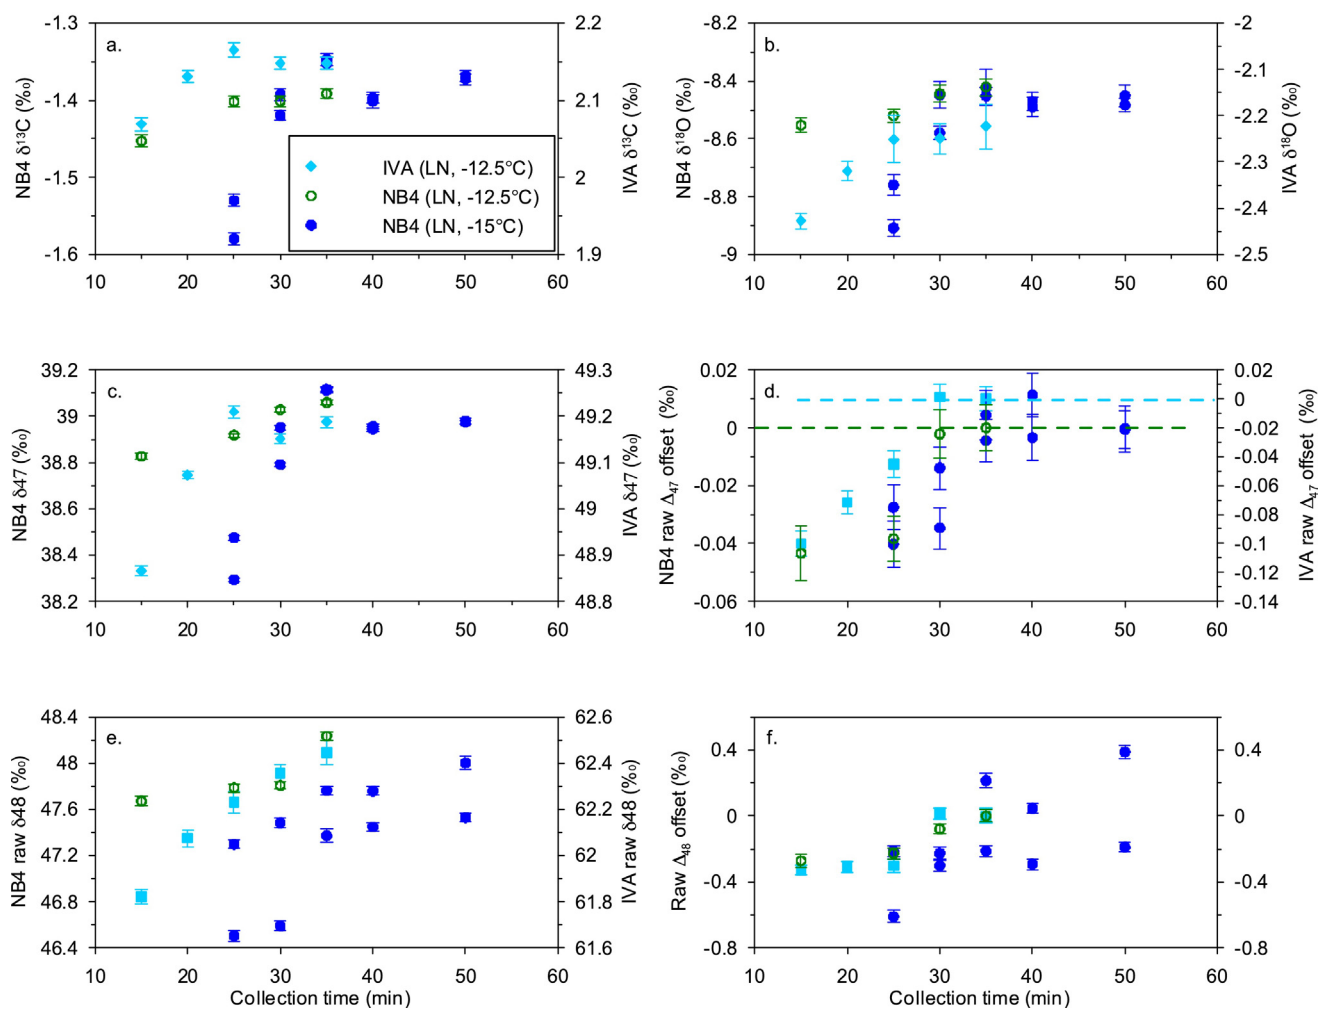 a.
-1.3
-1.4
-1.5
-1.6
NB4 δ¹³C (‰)
2.2
2.1
2
1.9
IVA δ¹³C (‰)
10 20 30 40 50 60
IVA (LN, -12.5°C)
NB4 (LN, -12.5°C)
NB4 (LN, -15°C)
b.
-8.2
-8.4
-8.6
-8.8
-9
NB4 δ¹⁸O (‰)
-2
-2.1
-2.2
-2.3
-2.4
-2.5
IVA δ¹⁸O (‰)
10 20 30 40 50 60
c.
39.2
39
38.8
38.6
38.4
38.2
NB4 δ47 (‰)
49.3
49.2
49.1
49
48.9
48.8
IVA δ47 (‰)
10 20 30 40 50 60
d.
0.02
0
-0.02
-0.04
-0.06
NB4 raw Δ₄₇ offset (‰)
0.02
0
-0.02
-0.04
-0.06
-0.08
-0.1
-0.12
-0.14
IVA raw Δ₄₇ offset (‰)
10 20 30 40 50 60
e.
48.4
48
47.6
47.2
46.8
46.4
NB4 raw δ48 (‰)
62.6
62.4
62.2
62
61.8
61.6
IVA raw δ48 (‰)
10 20 30 40 50 60
Collection time (min)
f.
0.4
0
-0.4
-0.8
Raw Δ₄₈ offset (‰)
0.4
0
-0.4
-0.8
10 20 30 40 50 60
Collection time (min)